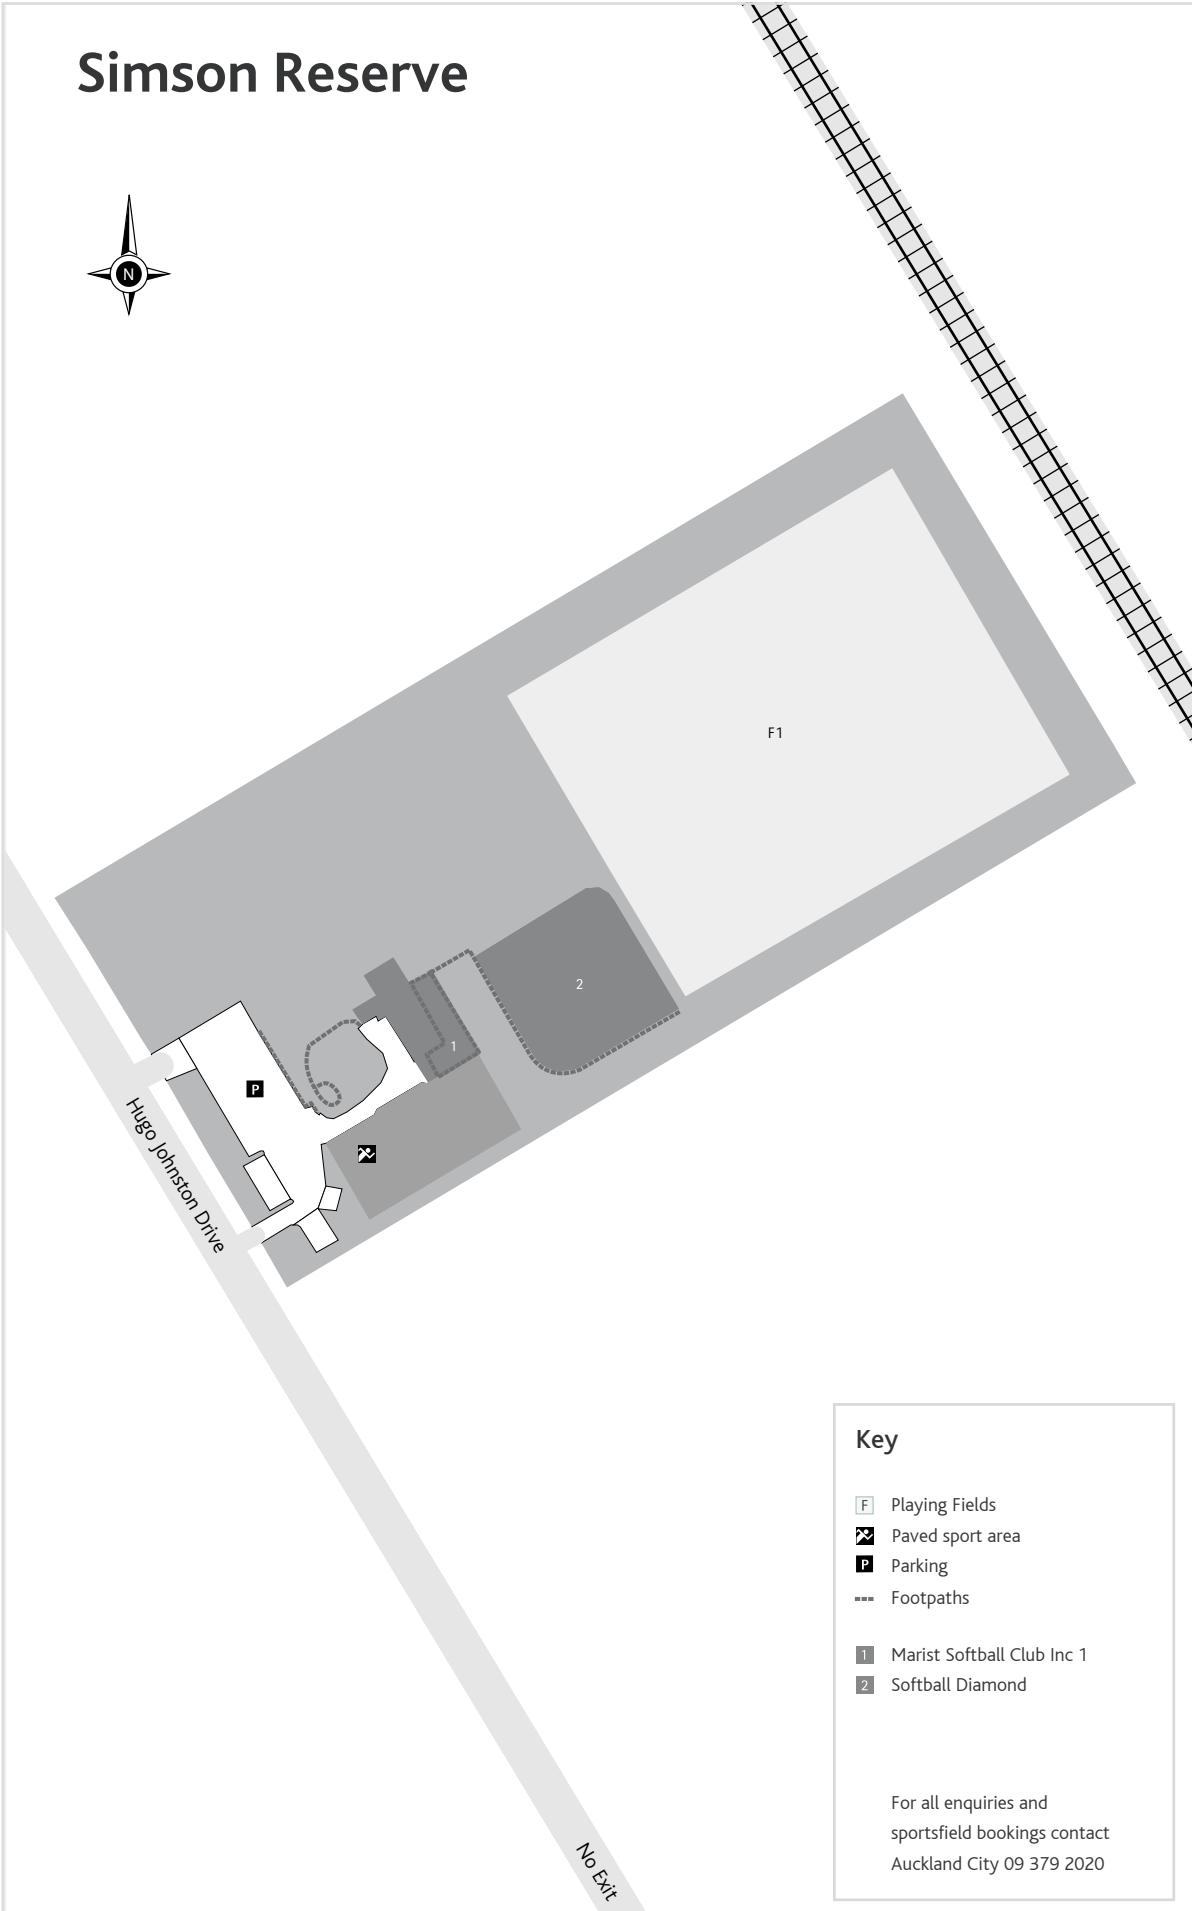 Simson Reserve
N
F1
2
1
P
Hugo Johnston Drive
No Exit
Key
F Playing Fields
Paved sport area
P Parking
Footpaths
1 Marist Softball Club Inc 1
2 Softball Diamond
For all enquiries and
sportsfield bookings contact
Auckland City 09 379 2020